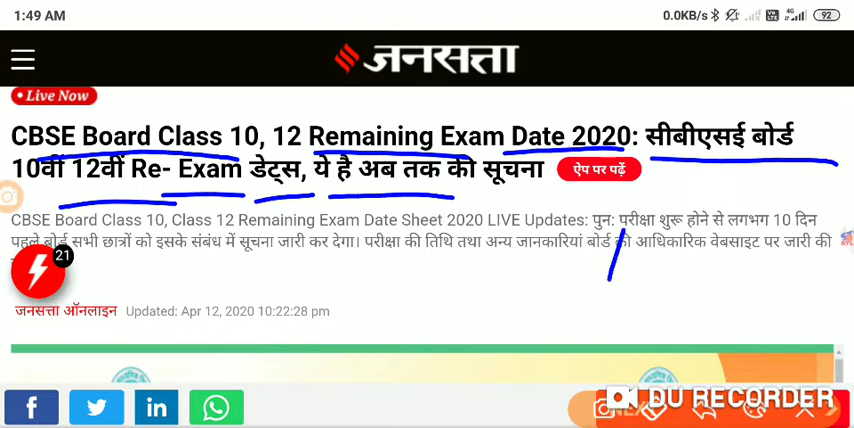 1:49 AM 0.0KB/s 4G 92
जनसत्ता
Live Now
CBSE Board Class 10, 12 Remaining Exam Date 2020: सीबीएसई बोर्ड
10वीं 12वीं Re- Exam डेट्स, ये है अब तक की सूचना ऐप पर पढ़ें
CBSE Board Class 10, Class 12 Remaining Exam Date Sheet 2020 LIVE Updates: पुन: परीक्षा शुरू होने से लगभग 10 दिन
पहले बोर्ड सभी छात्रों को इसके संबंध में सूचना जारी कर देगा। परीक्षा की तिथि तथा अन्य जानकारियां बोर्ड की आधिकारिक वेबसाइट पर जारी की
21
जनसत्ता ऑनलाइन Updated: Apr 12, 2020 10:22:28 pm
DU RECORDER